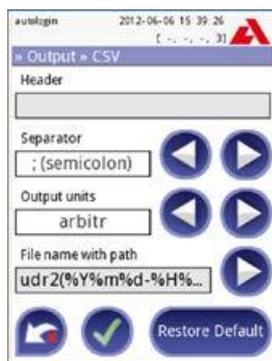 autologin 2012-06-06 15:39:26
[ -, -, -, 3]
» Output » CSV
Header
Separator
; (semicolon)
Output units
arbitr
File name with path
udr2(%Y%m%d-%H%...
Restore Default